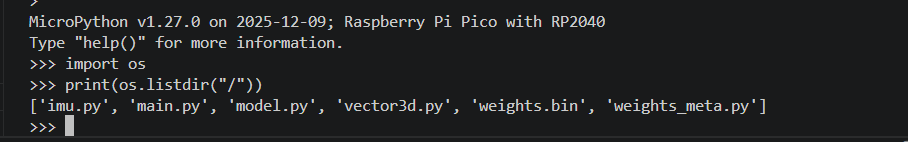 >
MicroPython v1.27.0 on 2025-12-09; Raspberry Pi Pico with RP2040
Type "help()" for more information.
>>> import os
>>> print(os.listdir("/"))
['imu.py', 'main.py', 'model.py', 'vector3d.py', 'weights.bin', 'weights_meta.py']
>>>